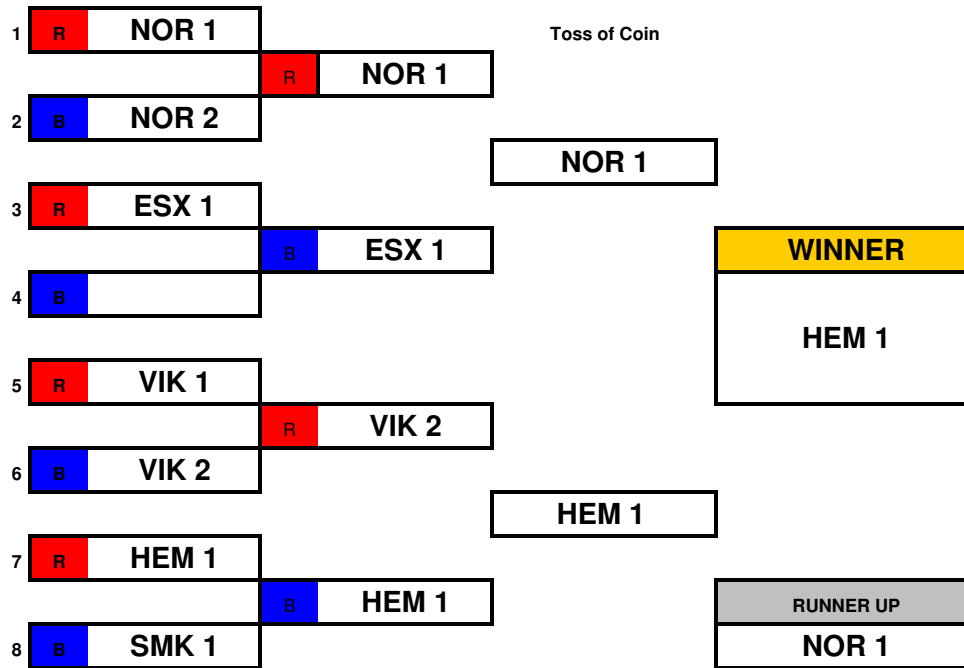 1 R NOR 1 Toss of Coin
R NOR 1
2 B NOR 2
NOR 1
3 R ESX 1
B ESX 1 WINNER
4 B
HEM 1
5 R VIK 1
R VIK 2
6 B VIK 2
HEM 1
7 R HEM 1
B HEM 1 RUNNER UP
8 B SMK 1 NOR 1